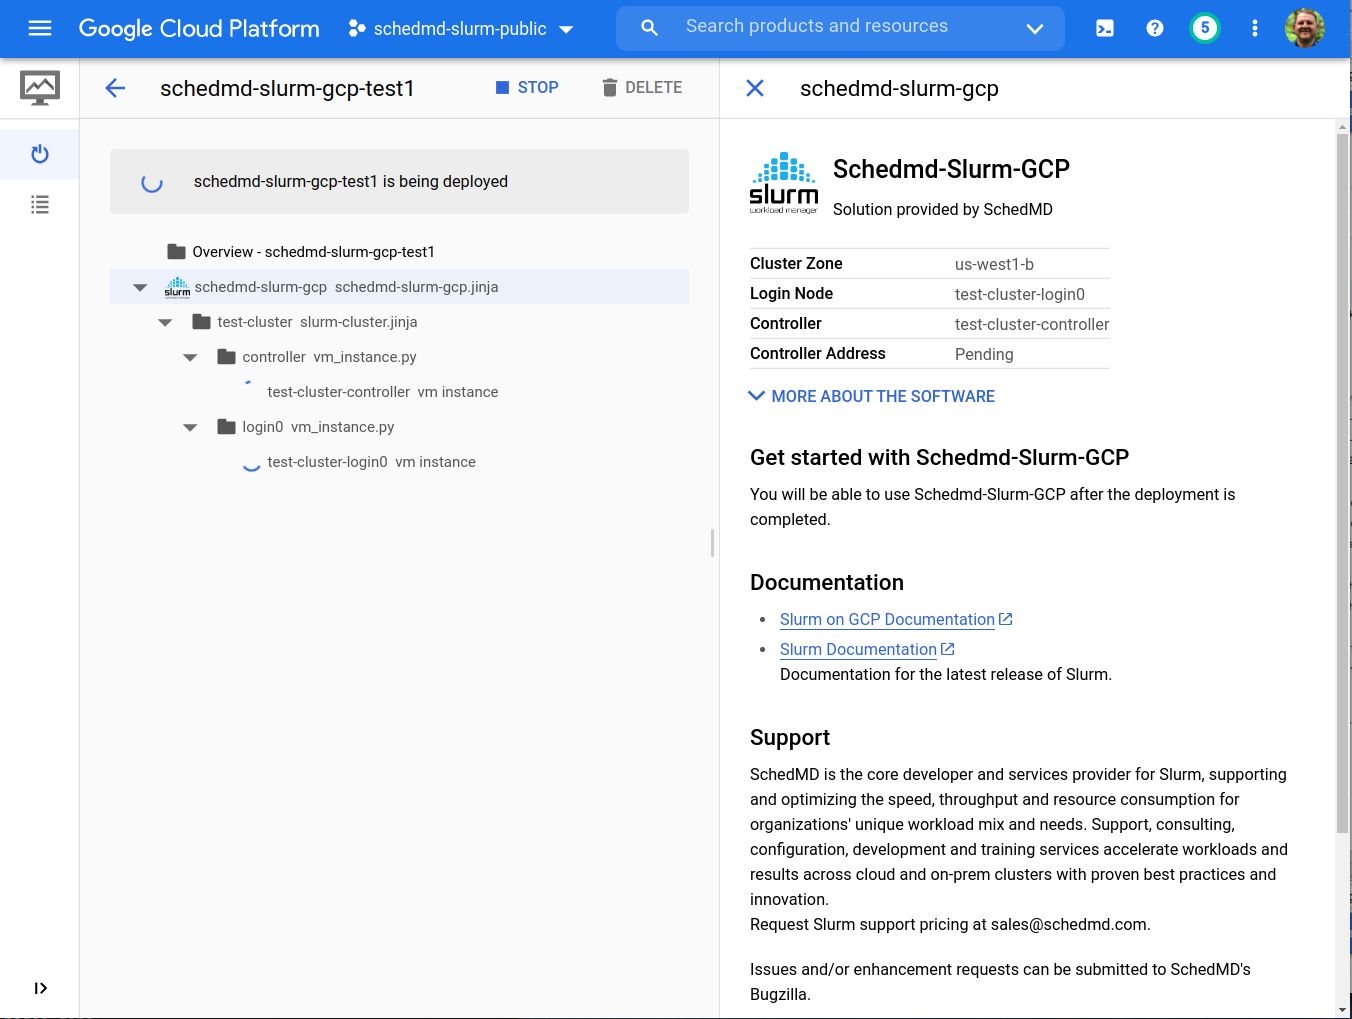 Google Cloud Platform
schedmd-slurm-public
Search products and resources
5
schedmd-slurm-gcp-test1
STOP
DELETE
schedmd-slurm-gcp-test1 is being deployed
Overview - schedmd-slurm-gcp-test1
slurm
schedmd-slurm-gcp schedmd-slurm-gcp.jinja
test-cluster slurm-cluster.jinja
controller vm_instance.py
test-cluster-controller vm instance
login0 vm_instance.py
test-cluster-login0 vm instance
schedmd-slurm-gcp
slurm
workload manager
Schedmd-Slurm-GCP
Solution provided by SchedMD
Cluster Zone us-west1-b
Login Node test-cluster-login0
Controller test-cluster-controller
Controller Address Pending
MORE ABOUT THE SOFTWARE
Get started with Schedmd-Slurm-GCP
You will be able to use Schedmd-Slurm-GCP after the deployment is
completed.
Documentation
• Slurm on GCP Documentation
• Slurm Documentation
Documentation for the latest release of Slurm.
Support
SchedMD is the core developer and services provider for Slurm, supporting
and optimizing the speed, throughput and resource consumption for
organizations' unique workload mix and needs. Support, consulting,
configuration, development and training services accelerate workloads and
results across cloud and on-prem clusters with proven best practices and
innovation.
Request Slurm support pricing at sales@schedmd.com.
Issues and/or enhancement requests can be submitted to SchedMD's
Bugzilla.